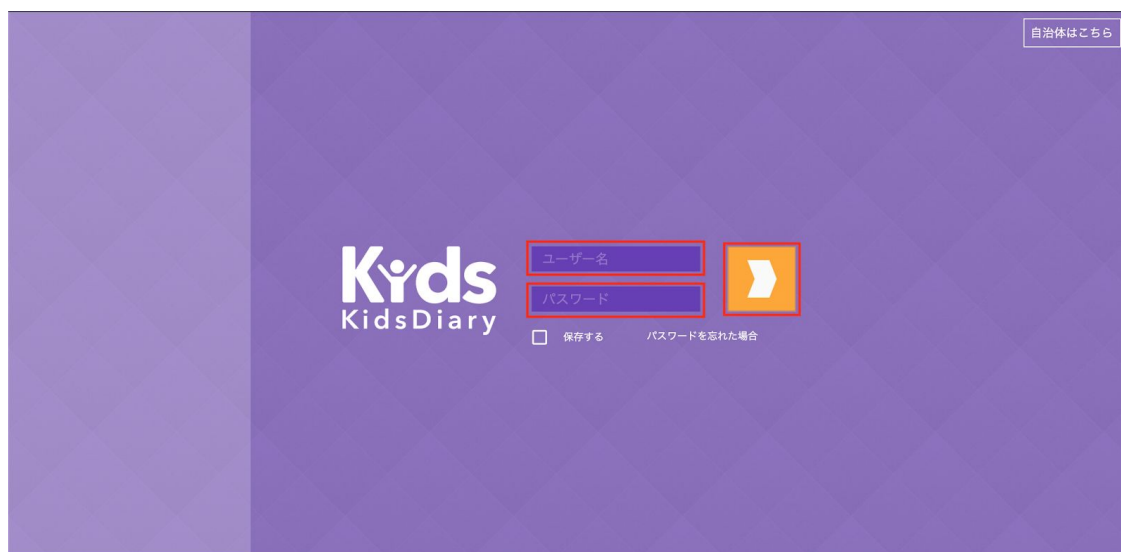 自治体はこちら
Kids
KidsDiary
ユーザー名
パスワード
保存する
パスワードを忘れた場合